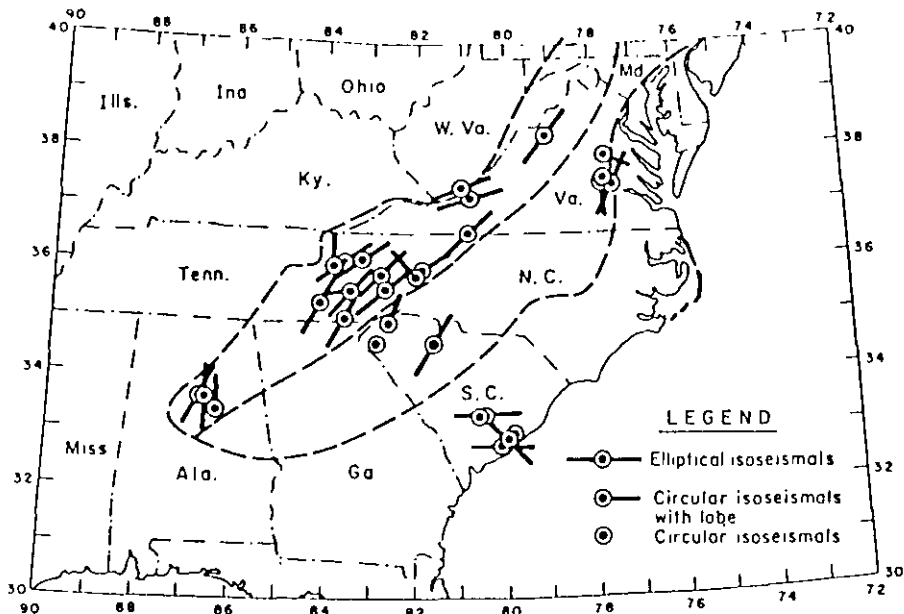 90 88 86 84 82 80 78 76 74 72
40 40
Md.
Ohio
Ind
Ills.
W. Va.
38 38
Ky.
Va.
36 36
Tenn.
N. C.
34 34
S. C.
LEGEND
Miss
Ala.
Ga
Elliptical isoseismals
32 32
Circular isoseismals
with lobe
Circular isoseismals
30 30
90 88 86 84 82 80 78 76 74 72